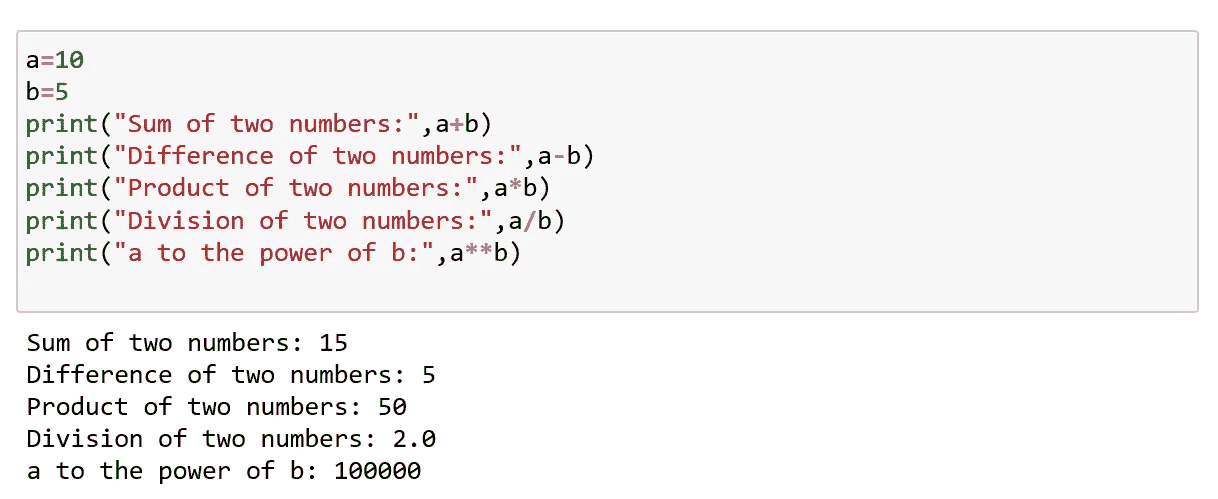 a=10
b=5
print("Sum of two numbers:",a+b)
print("Difference of two numbers:",a-b)
print("Product of two numbers:",a*b)
print("Division of two numbers:",a/b)
print("a to the power of b:",a**b)
Sum of two numbers: 15
Difference of two numbers: 5
Product of two numbers: 50
Division of two numbers: 2.0
a to the power of b: 100000